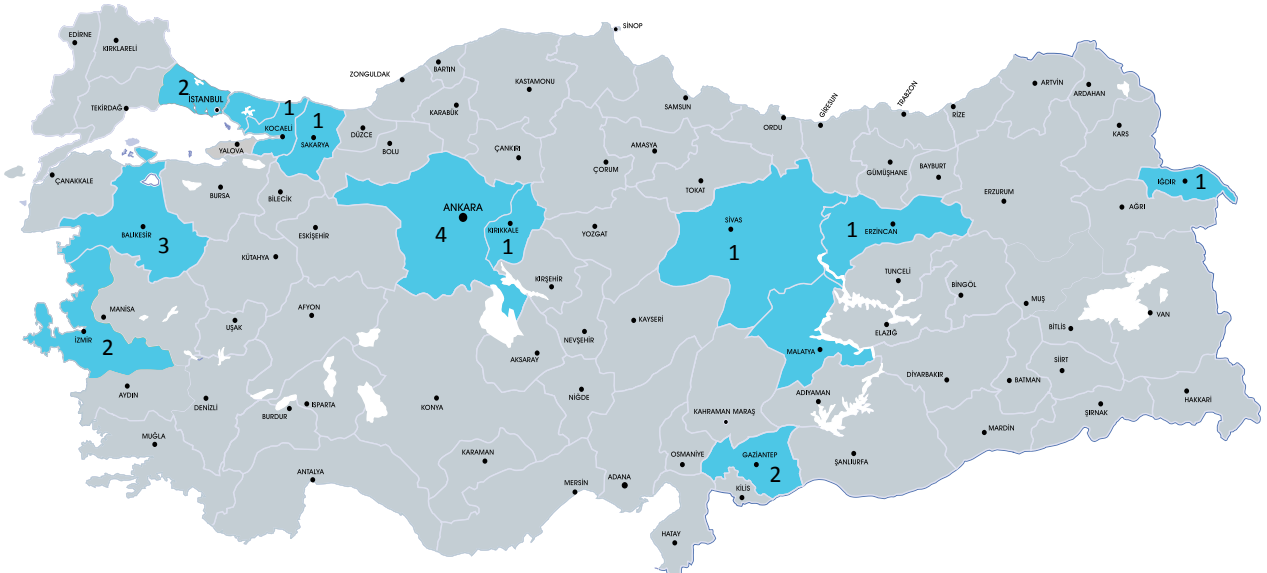 SİNOP
EDİRNE
KIRKLARELİ
BARTIN
ZONGULDAK
KASTAMONU
ARTVİN
ARDAHAN
2
İSTANBUL
TEKİRDAĞ
1
KOCAELİ
1
SAKARYA
KARABÜK
SAMSUN
ORDU
GİRESUN
TRABZON
RİZE
KARS
YALOVA
DÜZCE
BOLU
ÇANKIRI
ÇORUM
AMASYA
TOKAT
GÜMÜŞHANE
BAYBURT
ERZURUM
IĞDIR
1
AĞRI
ÇANAKKALE
BURSA
BİLECİK
ANKARA
4
KIRIKKALE
1
YOZGAT
SİVAS
1
1
ERZİNCAN
BALIKESİR
3
ESKİŞEHİR
KÜTAHYA
KIRŞEHİR
TUNCELİ
BİNGÖL
MUŞ
VAN
MANİSA
UŞAK
AFYON
KAYSERİ
NEVŞEHİR
AKSARAY
ELAZIĞ
BİTLİS
SİİRT
İZMİR
2
MALATYA
DİYARBAKIR
BATMAN
HAKKARİ
ŞIRNAK
AYDIN
DENİZLİ
BURDUR
ISPARTA
KONYA
NİĞDE
ADIYAMAN
KAHRAMAN MARAŞ
MARDİN
MUĞLA
ANTALYA
KARAMAN
MERSİN
ADANA
OSMANİYE
GAZİANTEP
2
ŞANLIURFA
KİLİS
HATAY